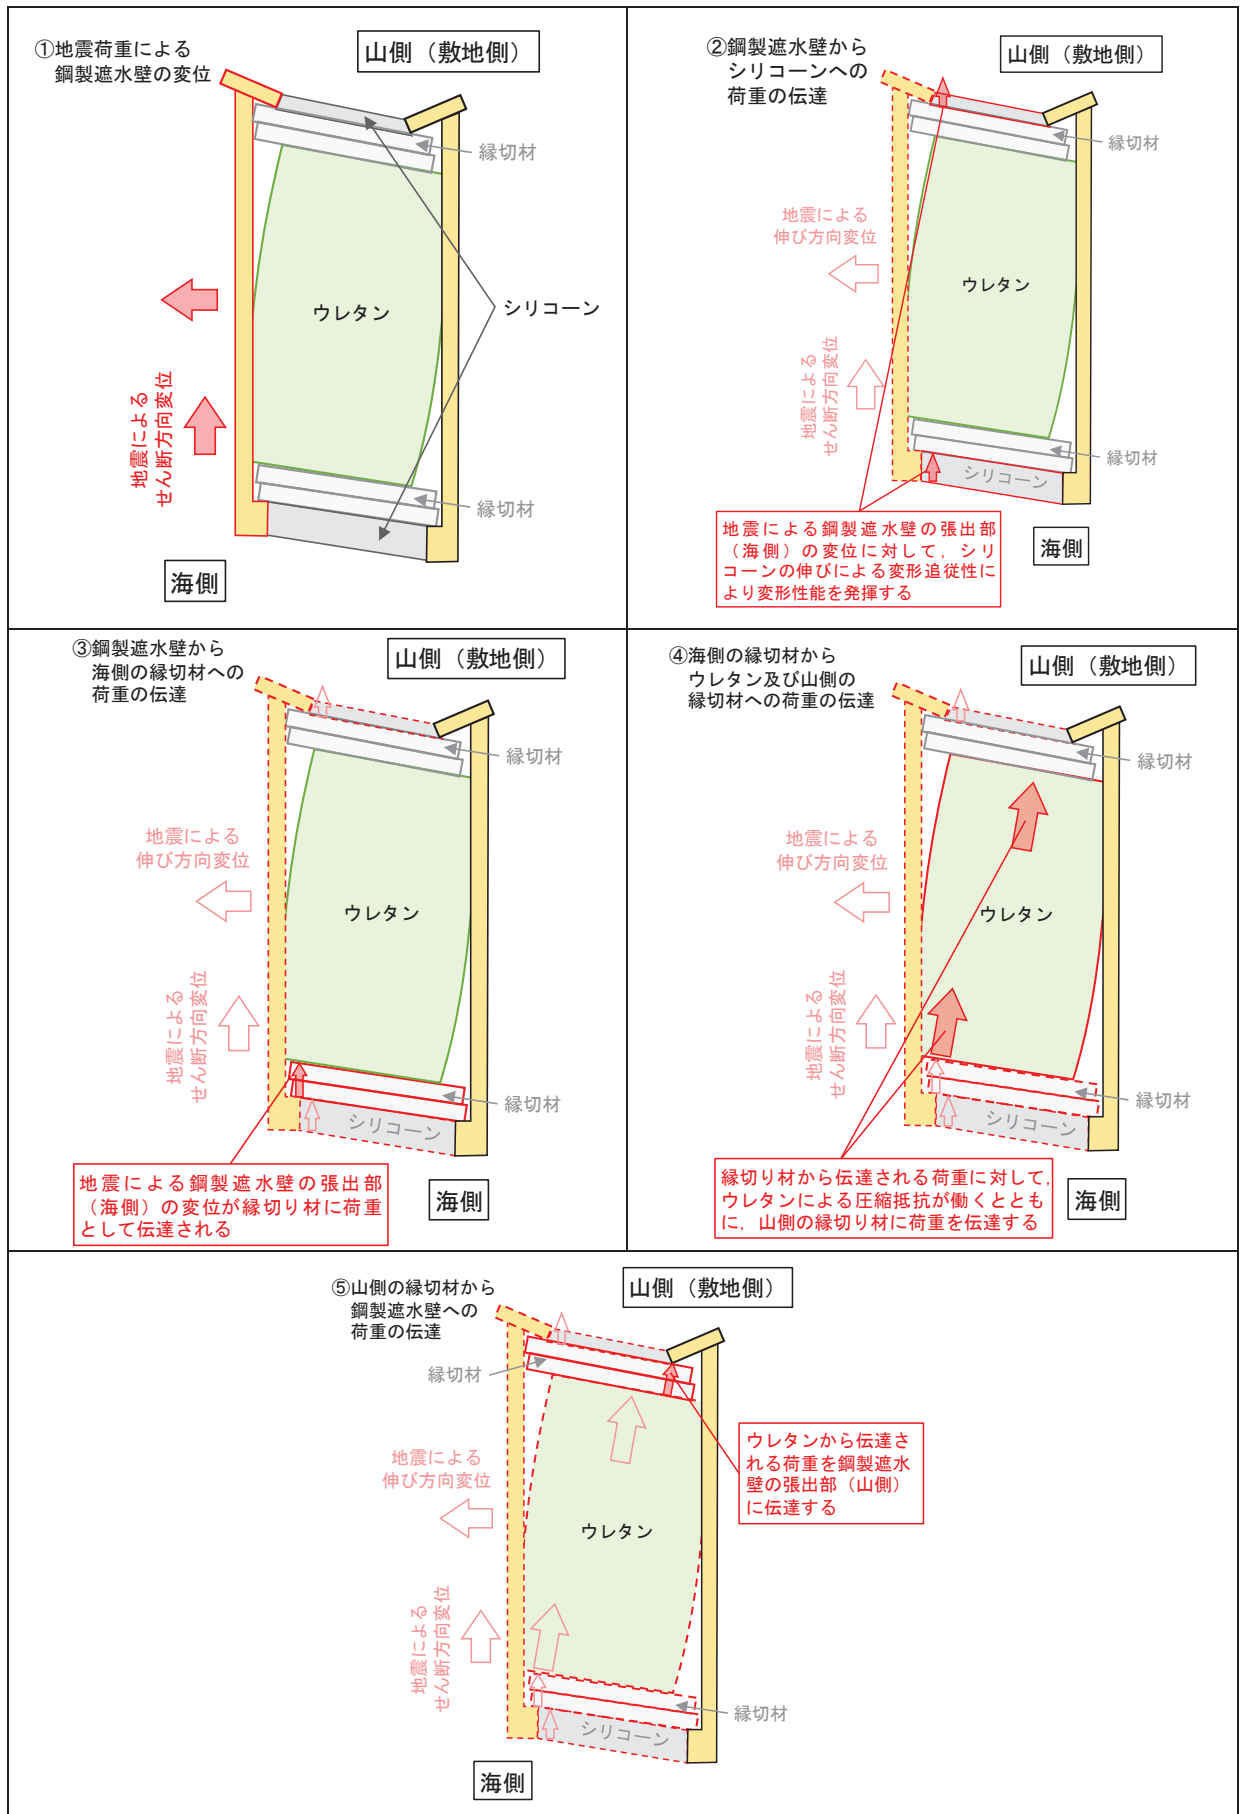 ①地震荷重による
鋼製遮水壁の変位
山側（敷地側）
縁切材
ウレタン
シリコーン
地震による
せん断方向変位
縁切材
海側
②鋼製遮水壁から
シリコーンへの
荷重の伝達
山側（敷地側）
縁切材
地震による
伸び方向変位
ウレタン
地震による
せん断方向変位
縁切材
シリコーン
地震による鋼製遮水壁の張出部
（海側）の変位に対して，シリ
コーンの伸びによる変形追従性に
より変形性能を発揮する
海側
③鋼製遮水壁から
海側の縁切材への
荷重の伝達
山側（敷地側）
縁切材
地震による
伸び方向変位
ウレタン
地震による
せん断方向変位
縁切材
シリコーン
地震による鋼製遮水壁の張出部
（海側）の変位が縁切り材に荷重
として伝達される
海側
④海側の縁切材から
ウレタン及び山側の
縁切材への荷重の伝達
山側（敷地側）
縁切材
地震による
伸び方向変位
ウレタン
地震による
せん断方向変位
縁切材
シリコーン
縁切り材から伝達される荷重に対して，
ウレタンによる圧縮抵抗が働くととも
に，山側の縁切り材に荷重を伝達する
海側
⑤山側の縁切材から
鋼製遮水壁への
荷重の伝達
山側（敷地側）
縁切材
地震による
伸び方向変位
ウレタンから伝達さ
れる荷重を鋼製遮水
壁の張出部（山側）
に伝達する
ウレタン
地震による
せん断方向変位
縁切材
シリコーン
海側